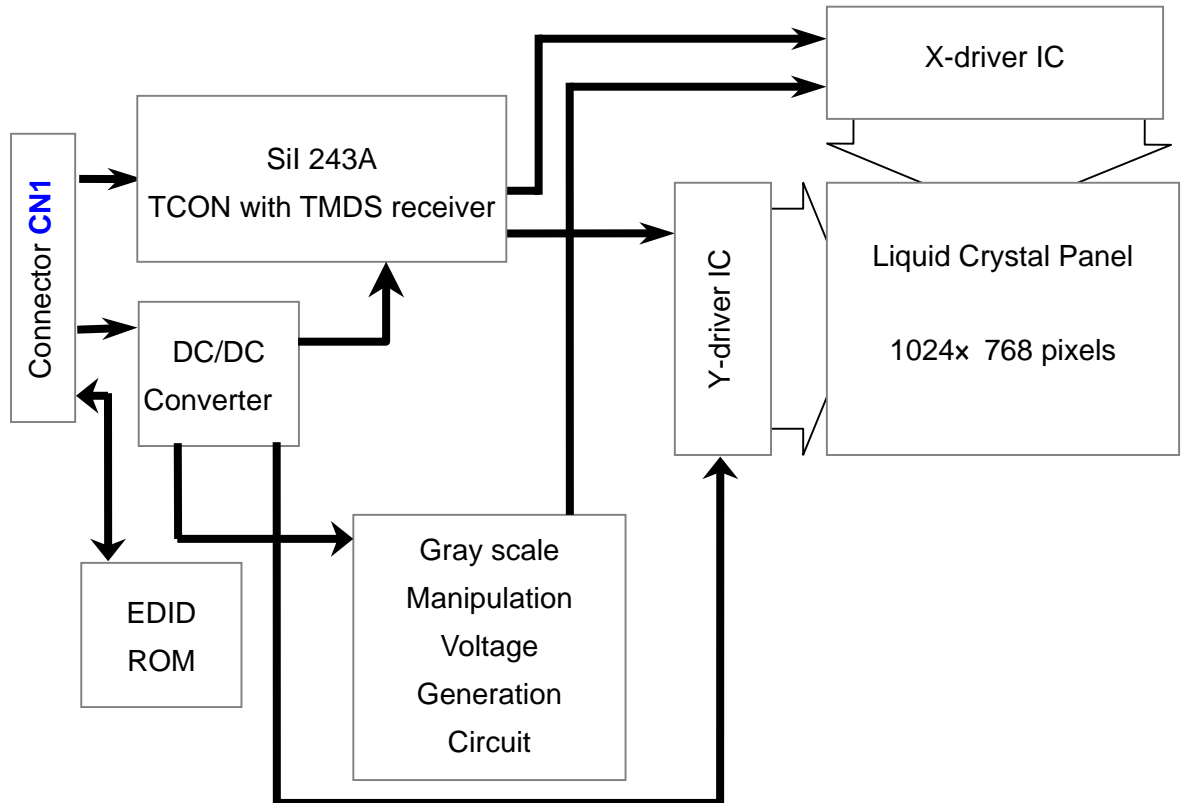 X-driver IC
SiI 243A
TCON with TMDS receiver
Connector CN1
Y-driver IC
Liquid Crystal Panel
1024× 768 pixels
DC/DC
Converter
Gray scale
Manipulation
Voltage
Generation
Circuit
EDID
ROM